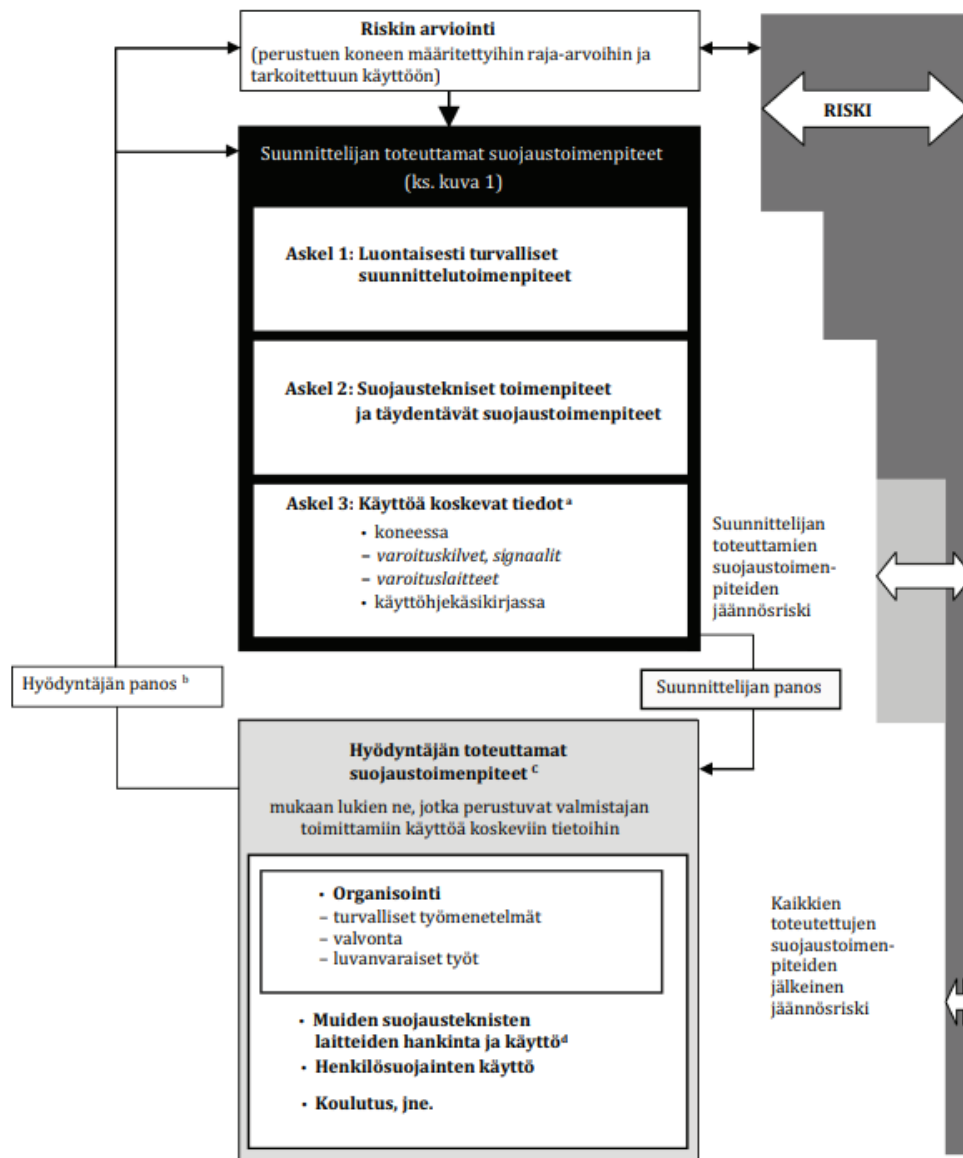 Riskin arviointi
(perustuen koneen määritettyihin raja-arvoihin ja
tarkoitettuun käyttöön)
RISKI
Suunnittelijan toteuttamat suojaustoimenpiteet
(ks. kuva 1)
Askel 1: Luontaisesti turvalliset
suunnittelutoimenpiteet
Askel 2: Suojaustekniset toimenpiteet
ja täydentävät suojaustoimenpiteet
Askel 3: Käyttöä koskevat tiedot ᵃ
• koneessa
– varoituskilvet, signaalit
– varoituslaitteet
• käyttöhjekäsikirjassa
Suunnittelijan
toteuttamien
suojaustoimen-
piteiden
jäännösriski
Hyödyntäjän panos ᵇ
Suunnittelijan panos
Hyödyntäjän toteuttamat
suojaustoimenpiteet ᶜ
mukaan lukien ne, jotka perustuvat valmistajan
toimittamiin käyttöä koskeviin tietoihin
• Organisointi
– turvalliset työmenetelmät
– valvonta
– luvanvaraiset työt
• Muiden suojausteknisten
laitteiden hankinta ja käyttöᵈ
• Henkilösuojainten käyttö
• Koulutus, jne.
Kaikkien
toteutettujen
suojaustoimen-
piteiden
jälkeinen
jäännösriski